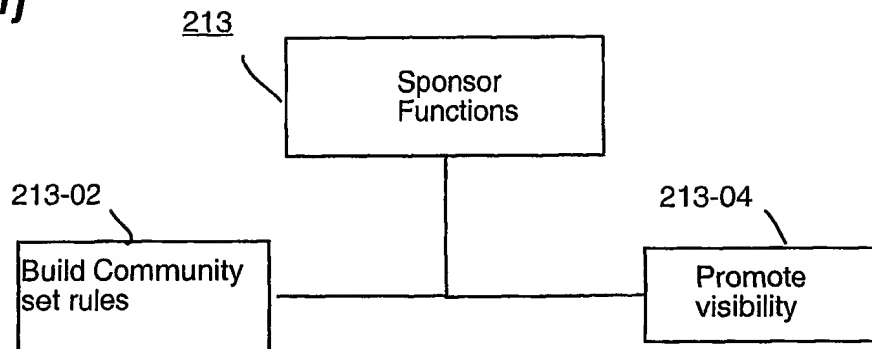 213
Sponsor
Functions
213-02
213-04
Build Community
set rules
Promote
visibility